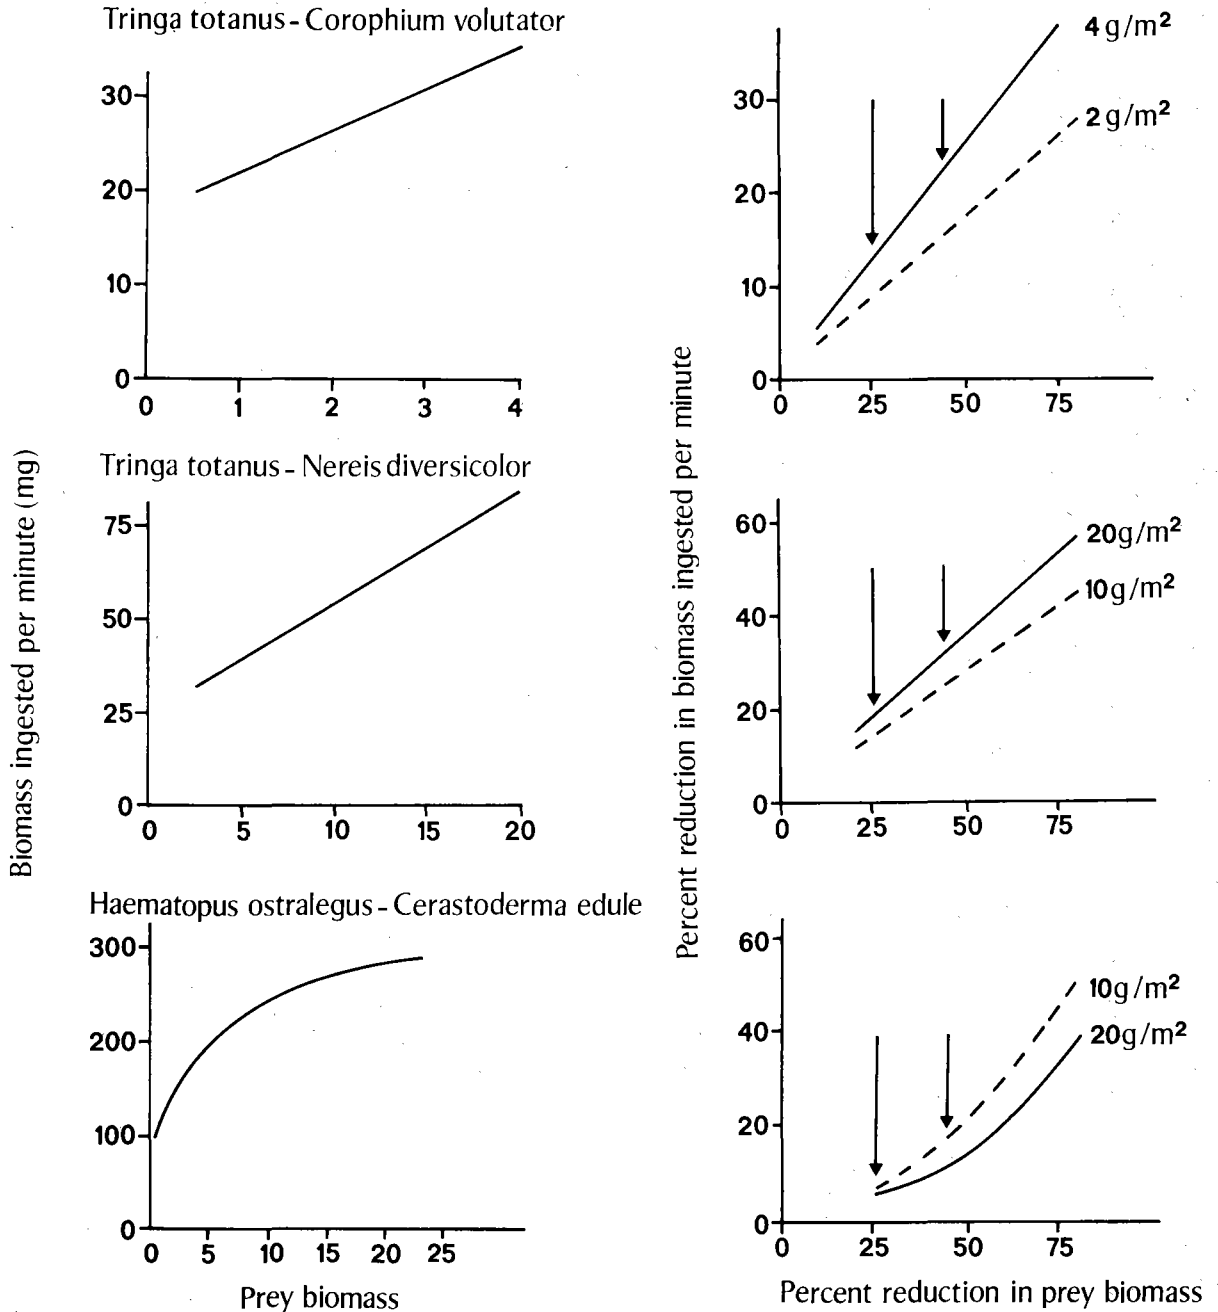 Tringa totanus - Corophium volutator
30
20
10
0
0 1 2 3 4
4 g/m²
2 g/m²
30
20
10
0
0 25 50 75
Tringa totanus - Nereis diversicolor
75
50
25
0
0 5 10 15 20
20g/m²
10g/m²
60
40
20
0
0 25 50 75
Haematopus ostralegus - Cerastoderma edule
300
200
100
0
0 5 10 15 20 25
10g/m²
20g/m²
60
40
20
0
0 25 50 75
Biomass ingested per minute (mg)
Percent reduction in biomass ingested per minute
Prey biomass
Percent reduction in prey biomass